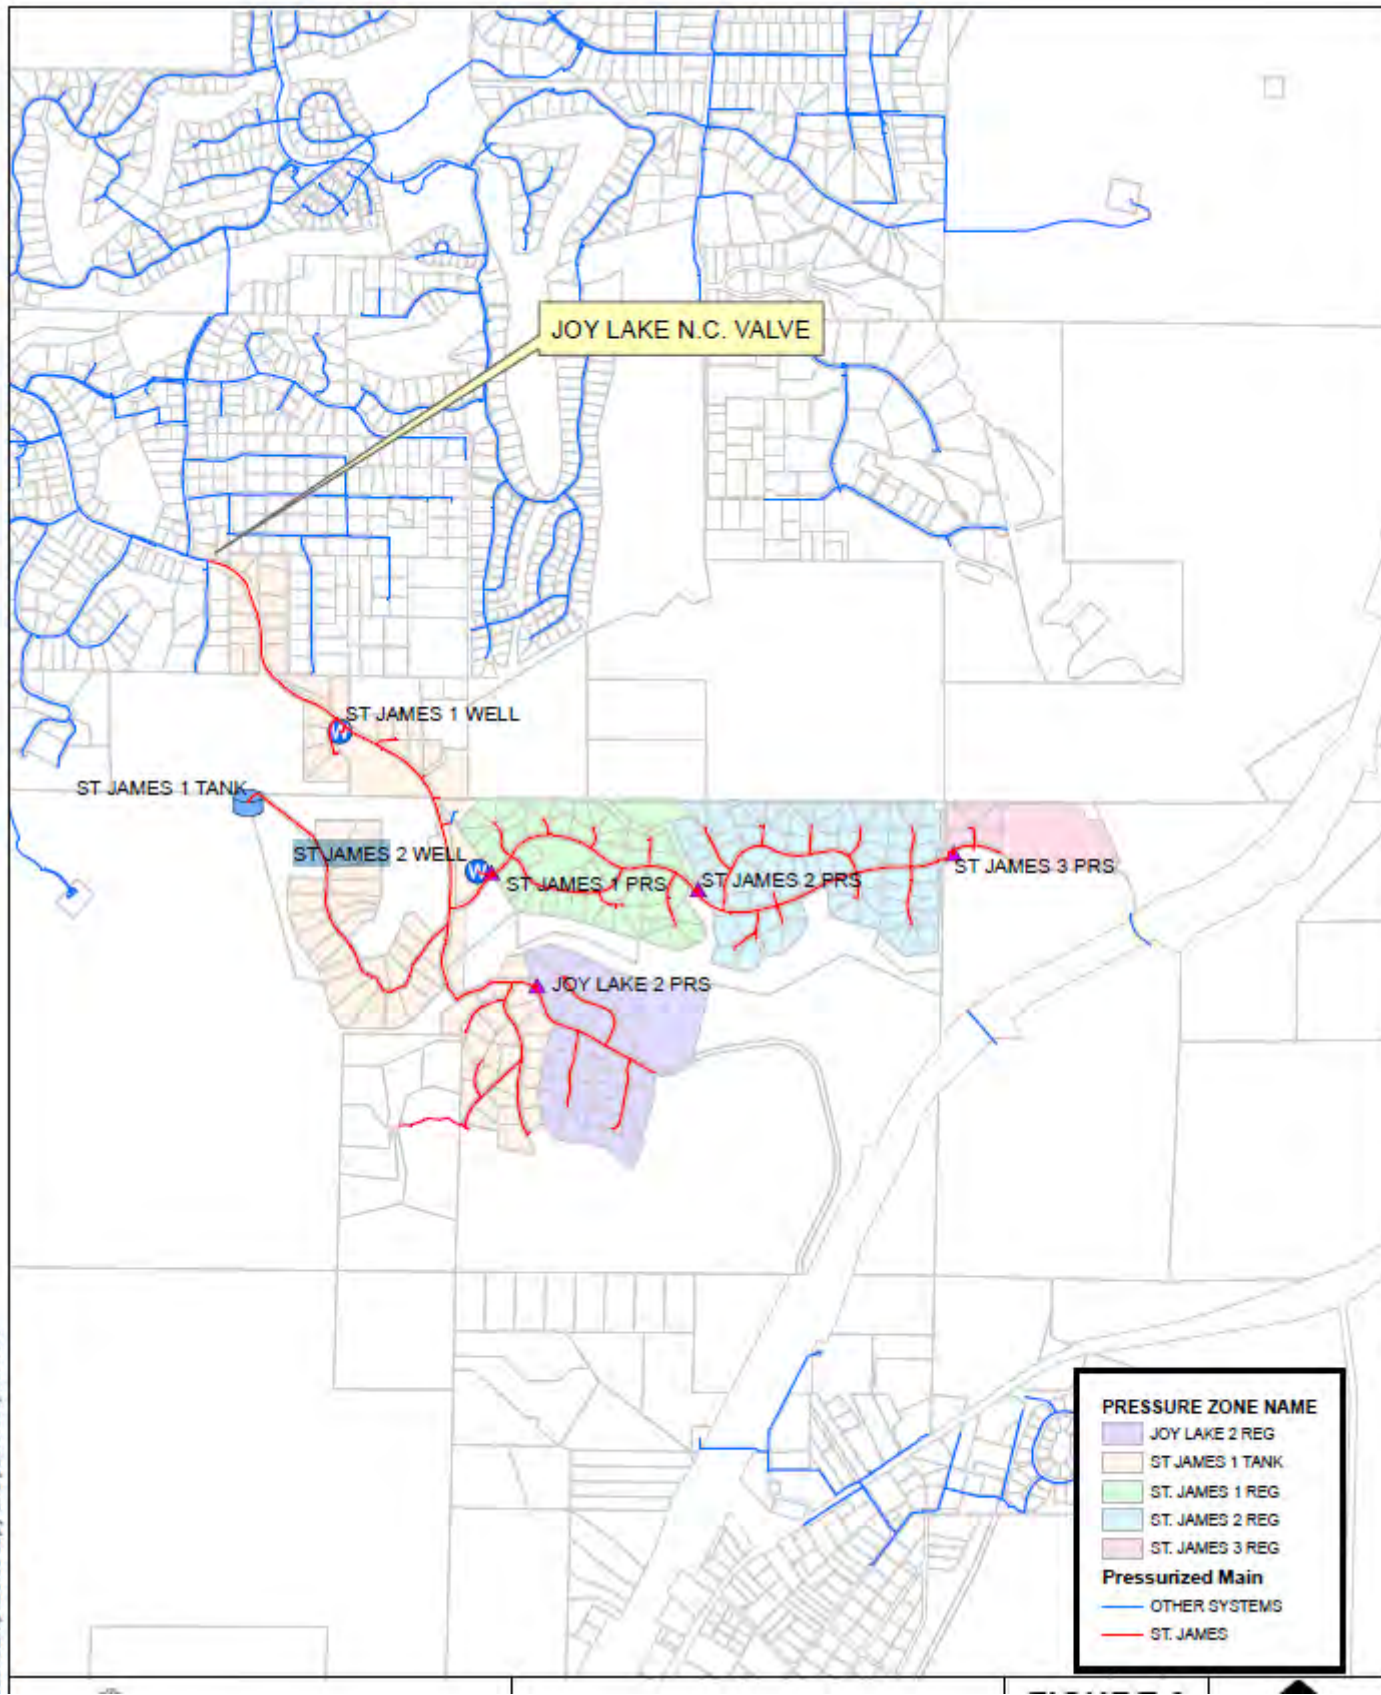 JOY LAKE N.C. VALVE
ST JAMES 1 WELL
ST JAMES 1 TANK
ST JAMES 2 WELL
ST JAMES 1 PRS
ST JAMES 2 PRS
ST JAMES 3 PRS
JOY LAKE 2 PRS
PRESSURE ZONE NAME
JOY LAKE 2 REG
ST JAMES 1 TANK
ST. JAMES 1 REG
ST. JAMES 2 REG
ST. JAMES 3 REG
Pressurized Main
OTHER SYSTEMS
ST. JAMES